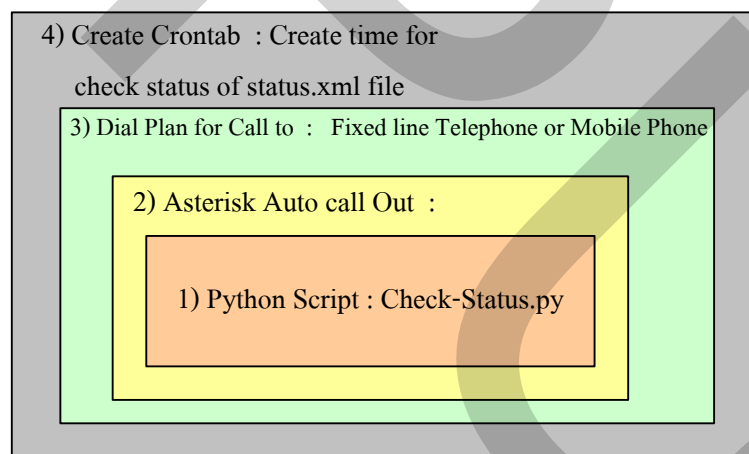 4) Create Crontab : Create time for
check status of status.xml file
3) Dial Plan for Call to : Fixed line Telephone or Mobile Phone
2) Asterisk Auto call Out :
1) Python Script : Check-Status.py